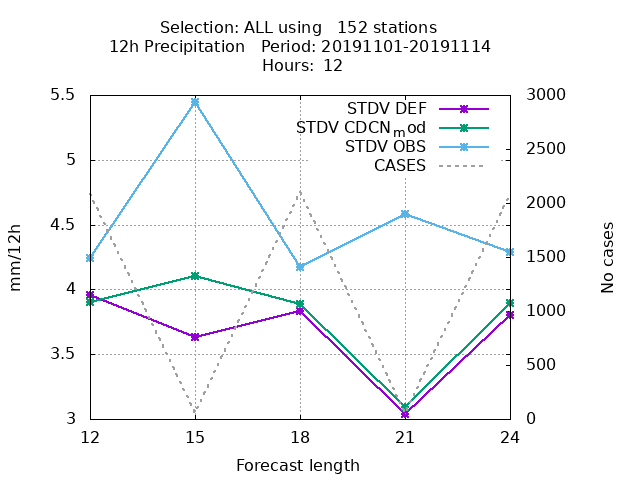 Selection: ALL using   152 stations
12h Precipitation   Period: 20191101-20191114
Hours:  12
5.5
5
4.5
4
3.5
3
mm/12h
STDV DEF
STDV CDCNmod
STDV OBS
CASES
3000
2500
2000
1500
1000
500
0
No cases
12 15 18 21 24
Forecast length